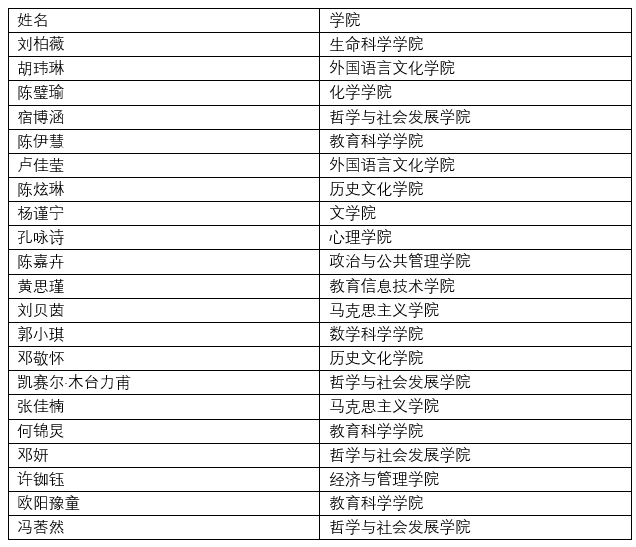 姓名 学院
刘柏薇 生命科学学院
胡玮琳 外国语言文化学院
陈璧瑜 化学学院
宿博涵 哲学与社会发展学院
陈伊慧 教育科学学院
卢佳莹 外国语言文化学院
陈炫琳 历史文化学院
杨谨宁 文学院
孔咏诗 心理学院
陈嘉卉 政治与公共管理学院
黄思瑾 教育信息技术学院
刘贝茵 马克思主义学院
郭小琪 数学科学学院
邓敬怀 历史文化学院
凯赛尔·木台力甫 哲学与社会发展学院
张佳楠 马克思主义学院
何锦炅 教育科学学院
邓妍 哲学与社会发展学院
许铷钰 经济与管理学院
欧阳豫童 教育科学学院
冯莕然 哲学与社会发展学院